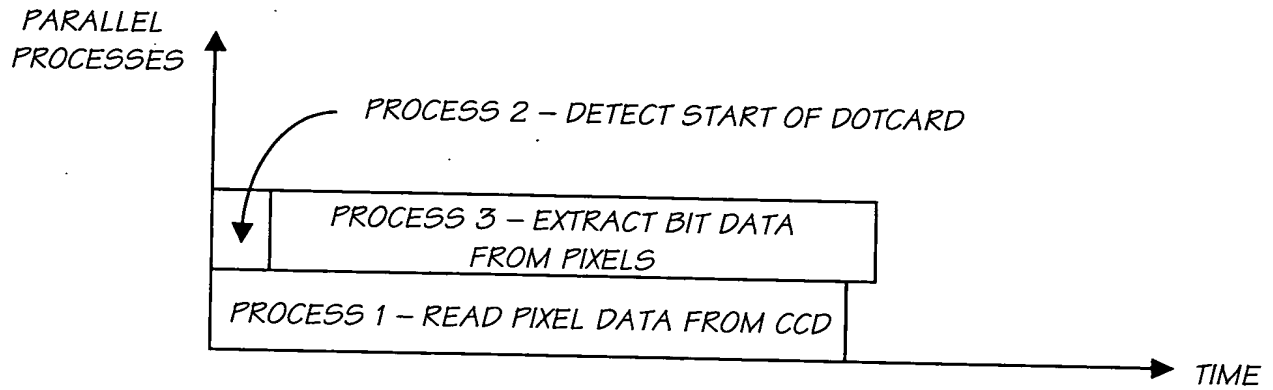 PARALLEL
PROCESSES
PROCESS 2 – DETECT START OF DOTCARD
PROCESS 3 – EXTRACT BIT DATA
FROM PIXELS
PROCESS 1 – READ PIXEL DATA FROM CCD
TIME